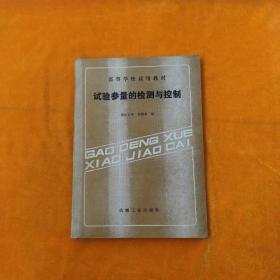 高等学校试用教材
试验参量的检测与控制
编
GAO DENG XUE
XIAO JIAO CAI
机械工业出版社